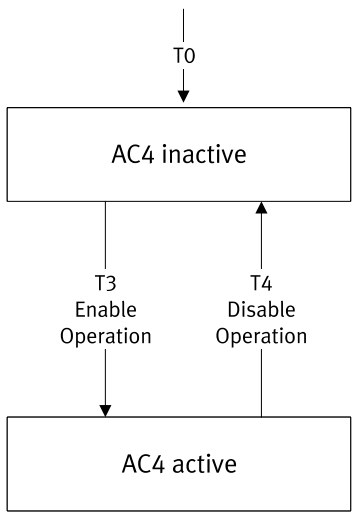 T0
AC4 inactive
T3
Enable
Operation
T4
Disable
Operation
AC4 active